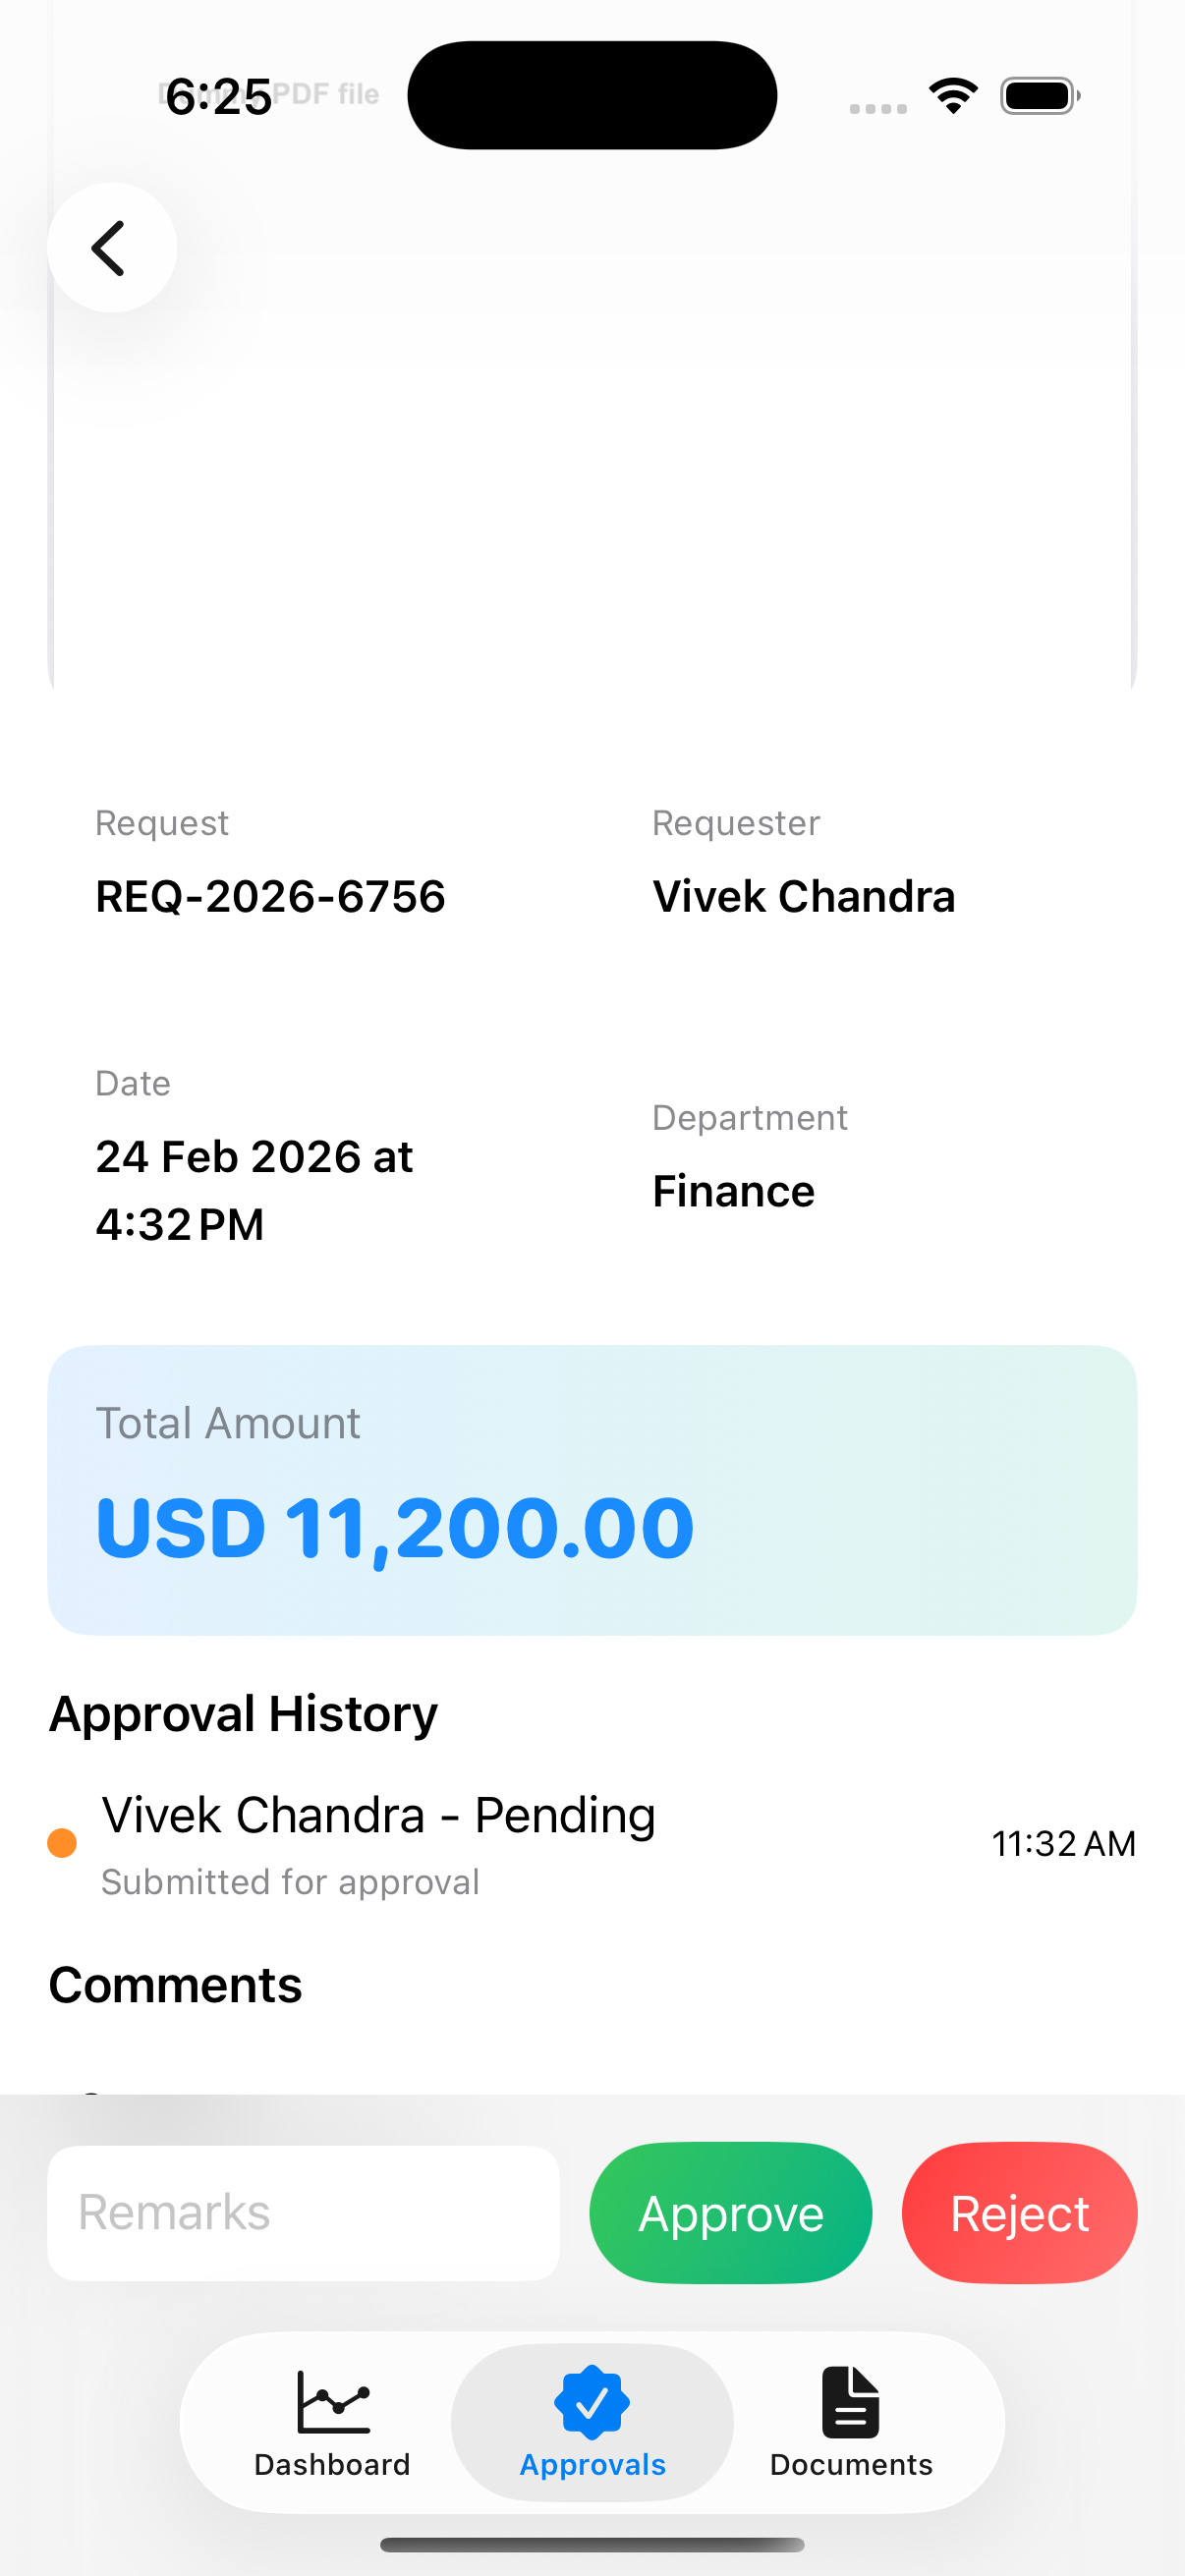 6:25
Dummy PDF file
Request
REQ-2026-6756
Requester
Vivek Chandra
Date
24 Feb 2026 at
4:32 PM
Department
Finance
Total Amount
USD 11,200.00
Approval History
Vivek Chandra - Pending
Submitted for approval
11:32 AM
Comments
Remarks
Approve
Reject
Dashboard
Approvals
Documents